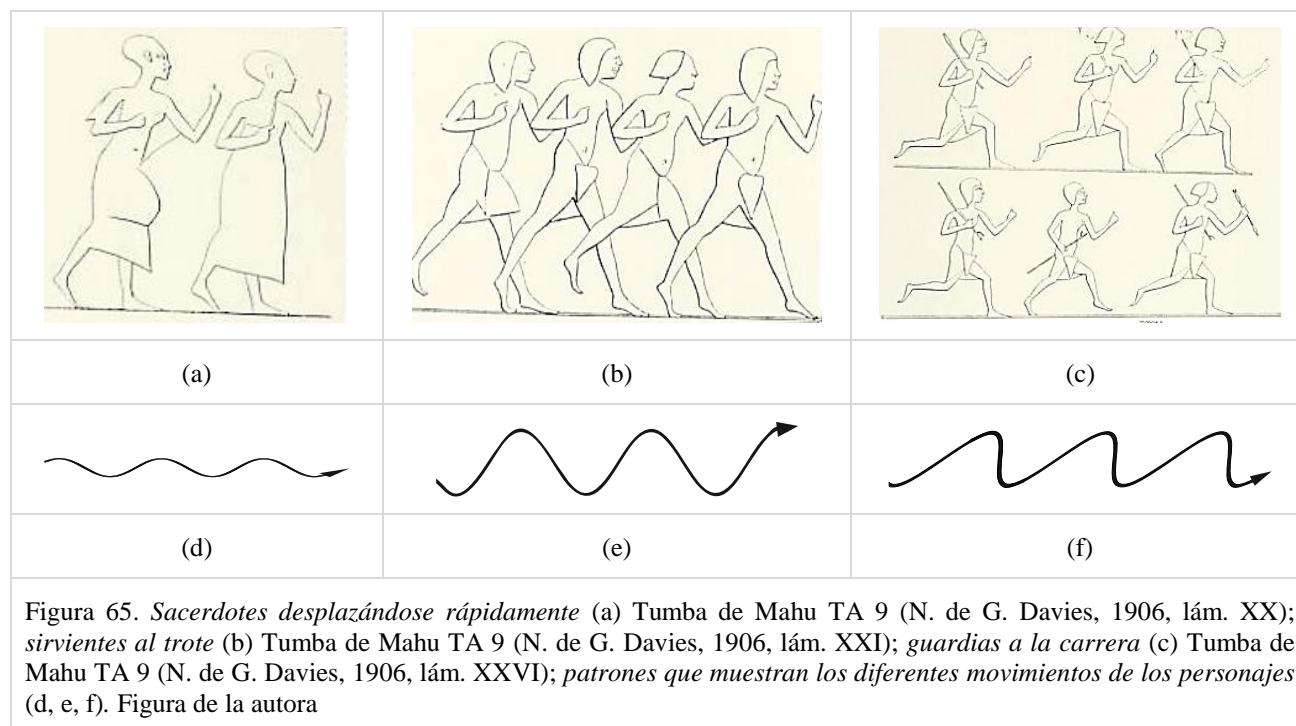 (a)
(b)
(c)
(d)
(e)
(f)
Figura 65. Sacerdotes desplazándose rápidamente (a) Tumba de Mahu TA 9 (N. de G. Davies, 1906, lám. XX);
sirvientes al trote (b) Tumba de Mahu TA 9 (N. de G. Davies, 1906, lám. XXI); guardias a la carrera (c) Tumba de
Mahu TA 9 (N. de G. Davies, 1906, lám. XXVI); patrones que muestran los diferentes movimientos de los personajes
(d, e, f). Figura de la autora